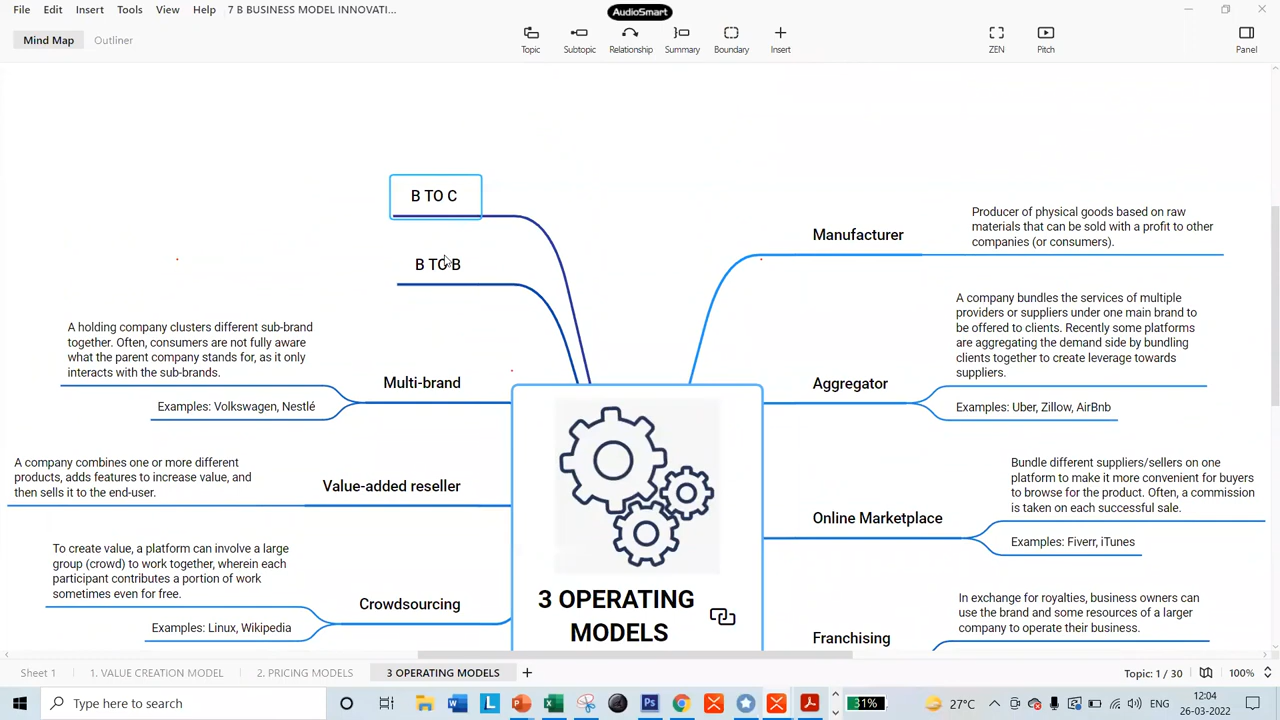 File Edit Insert Tools View Help 7 B BUSINESS MODEL INNOVATI...
AudioSmart
Mind Map Outliner
Topic Subtopic Relationship Summary Boundary Insert ZEN Pitch Panel
B TO C
B TO B
A holding company clusters different sub-brand
together. Often, consumers are not fully aware
what the parent company stands for, as it only
interacts with the sub-brands.
Multi-brand
Examples: Volkswagen, Nestlé
A company combines one or more different
products, adds features to increase value, and
then sells it to the end-user.
Value-added reseller
To create value, a platform can involve a large
group (crowd) to work together, wherein each
participant contributes a portion of work
sometimes even for free.
Crowdsourcing
Examples: Linux, Wikipedia
3 OPERATING
MODELS
Manufacturer
Producer of physical goods based on raw
materials that can be sold with a profit to other
companies (or consumers).
Aggregator
A company bundles the services of multiple
providers or suppliers under one main brand to
be offered to clients. Recently some platforms
are aggregating the demand side by bundling
clients together to create leverage towards
suppliers.
Examples: Uber, Zillow, AirBnb
Online Marketplace
Bundle different suppliers/sellers on one
platform to make it more convenient for buyers
to browse for the product. Often, a commission
is taken on each successful sale.
Examples: Fiverr, iTunes
Franchising
In exchange for royalties, business owners can
use the brand and some resources of a larger
company to operate their business.
Sheet 1 1. VALUE CREATION MODEL 2. PRICING MODELS 3 OPERATING MODELS
Topic: 1 / 30 100%
Type here to search
31%
27°C
12:04
26-03-2022